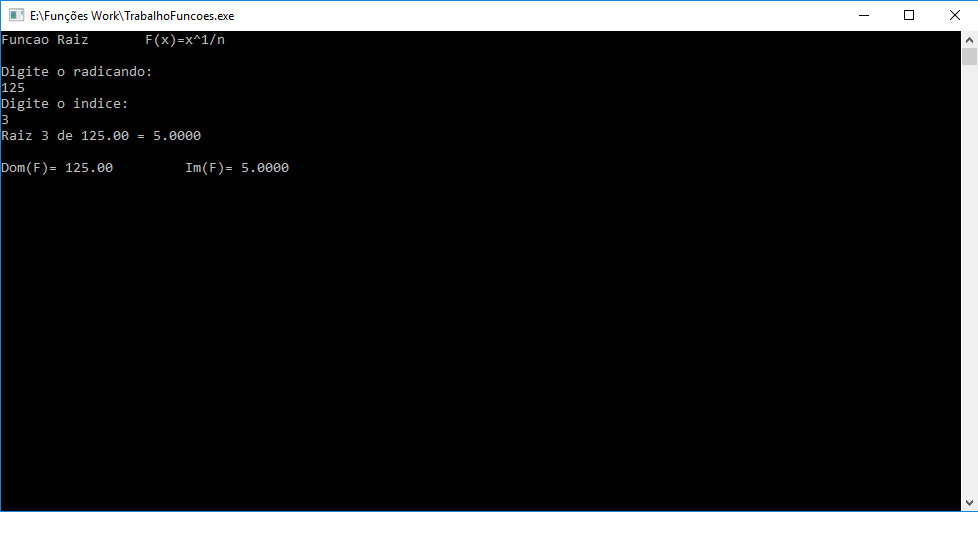 E:\Funções Work\TrabalhoFuncoes.exe
Funcao Raiz       F(x)=x^1/n
Digite o radicando:
125
Digite o indice:
3
Raiz 3 de 125.00 = 5.0000
Dom(F)= 125.00         Im(F)= 5.0000